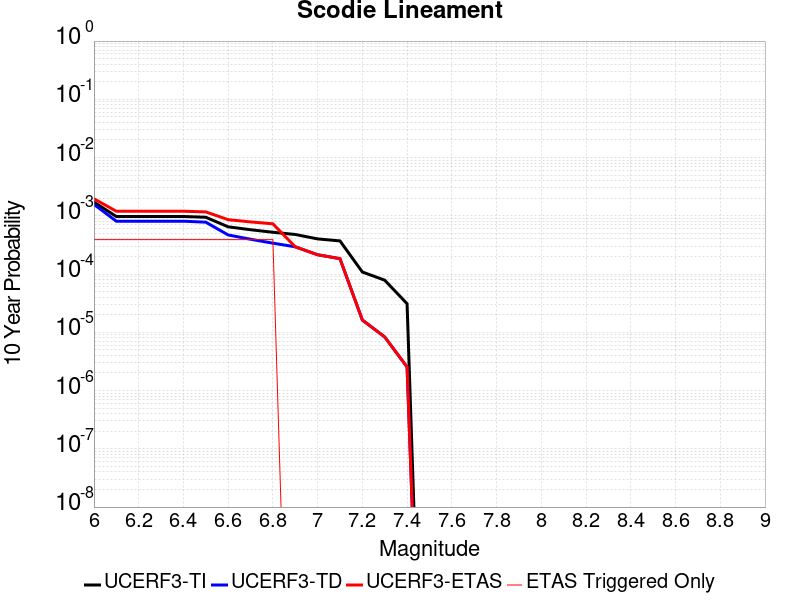 Scodie Lineament
10^0
10^-1
10^-2
10^-3
10^-4
10^-5
10^-6
10^-7
10^-8
10 Year Probability
6 6.2 6.4 6.6 6.8 7 7.2 7.4 7.6 7.8 8 8.2 8.4 8.6 8.8 9
Magnitude
UCERF3-TI UCERF3-TD UCERF3-ETAS ETAS Triggered Only